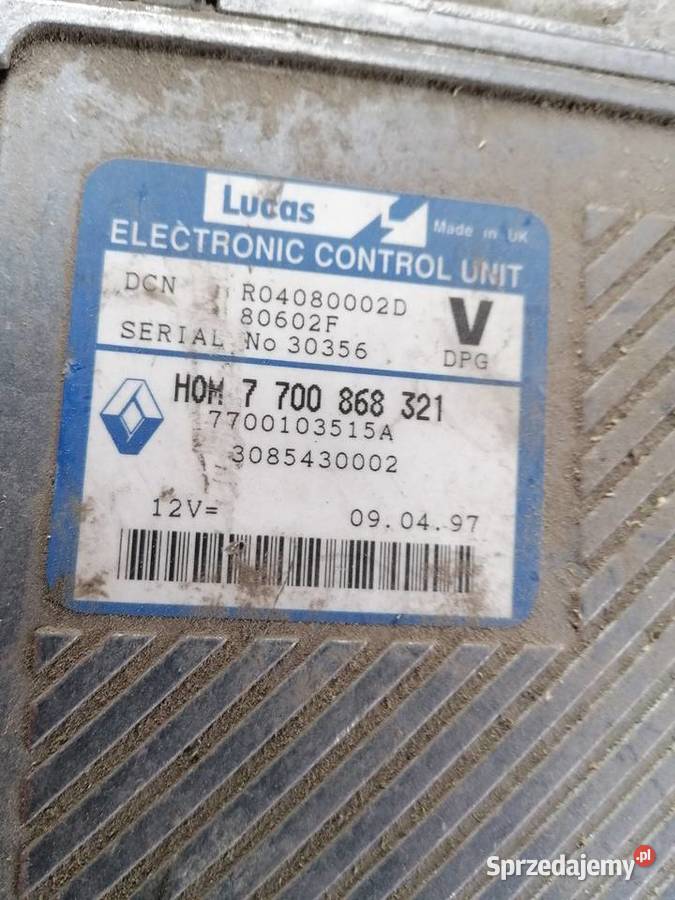 Lucas
Made in UK
ELECTRONIC CONTROL UNIT
DCN R04080002D
80602F
V
SERIAL No 30356
DPG
HOM 7 700 868 321
7700103515A
3085430002
12V= 09.04.97
Sprzedajemy.pl